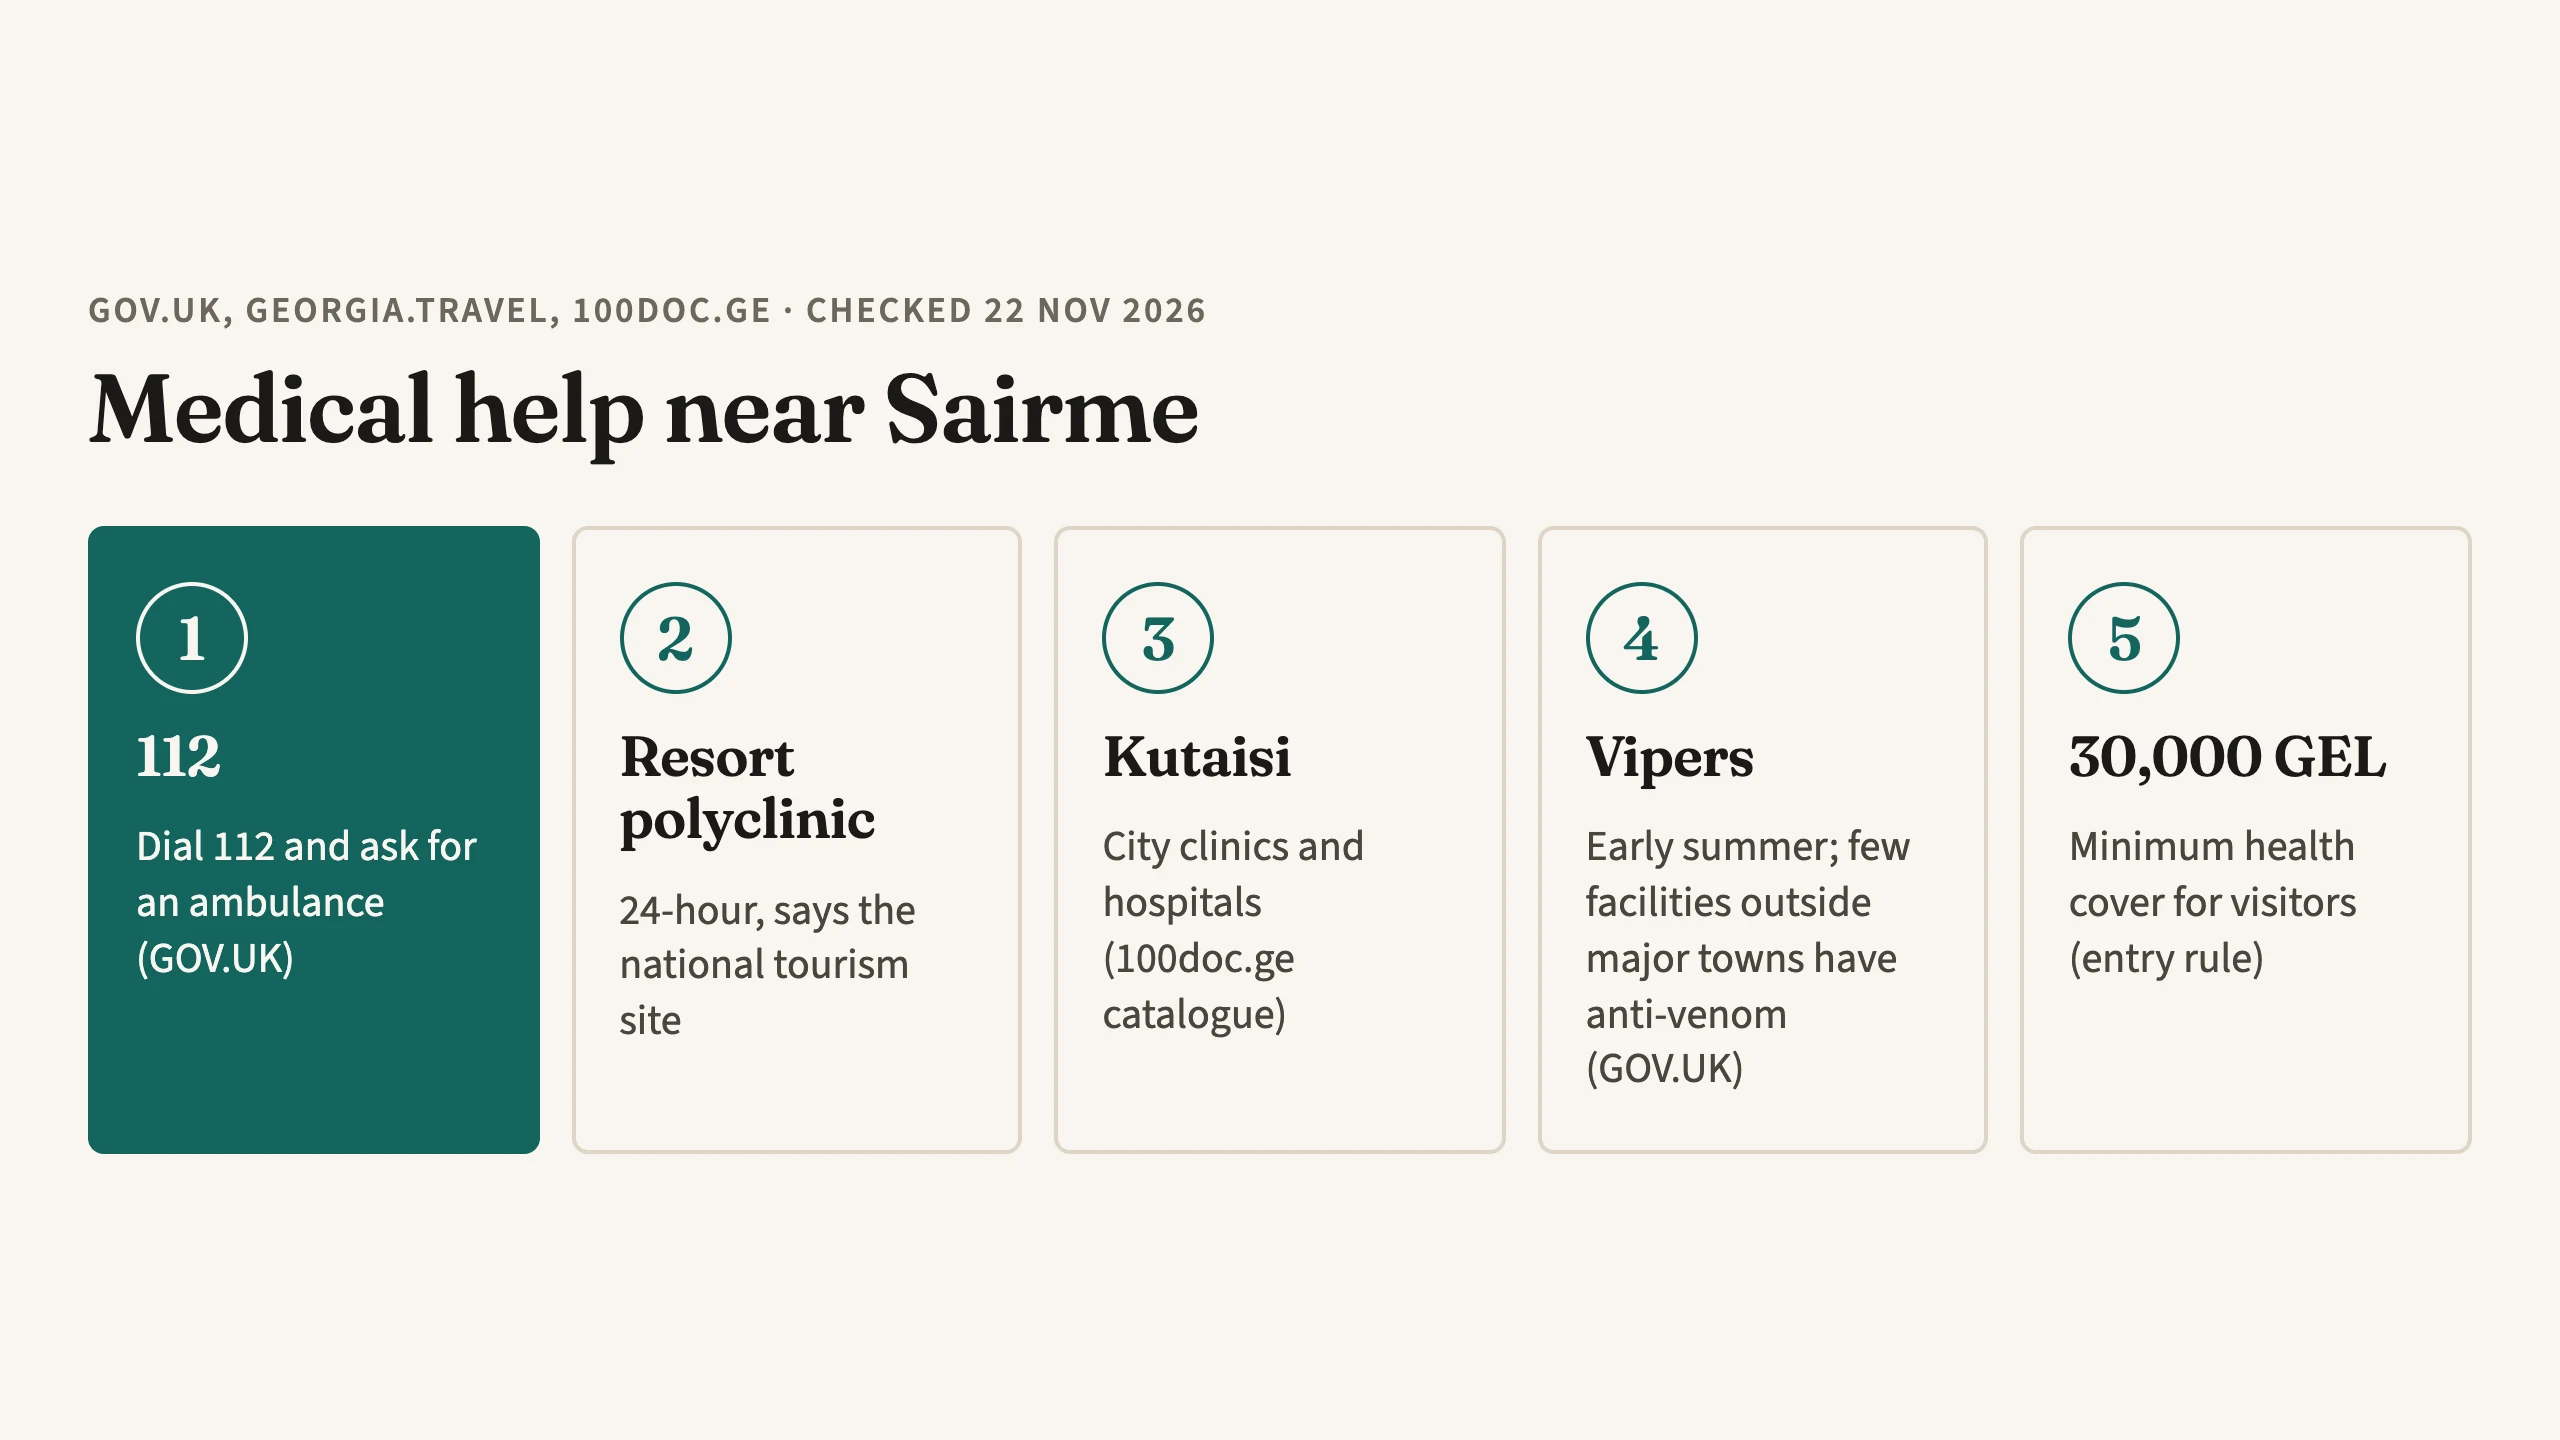 GOV.UK, GEORGIA.TRAVEL, 100DOC.GE · CHECKED 22 NOV 2026
Medical help near Sairme
1
112
Dial 112 and ask for
an ambulance
(GOV.UK)
2
Resort
polyclinic
24-hour, says the
national tourism
site
3
Kutaisi
City clinics and
hospitals
(100doc.ge
catalogue)
4
Vipers
Early summer; few
facilities outside
major towns have
anti-venom
(GOV.UK)
5
30,000 GEL
Minimum health
cover for visitors
(entry rule)